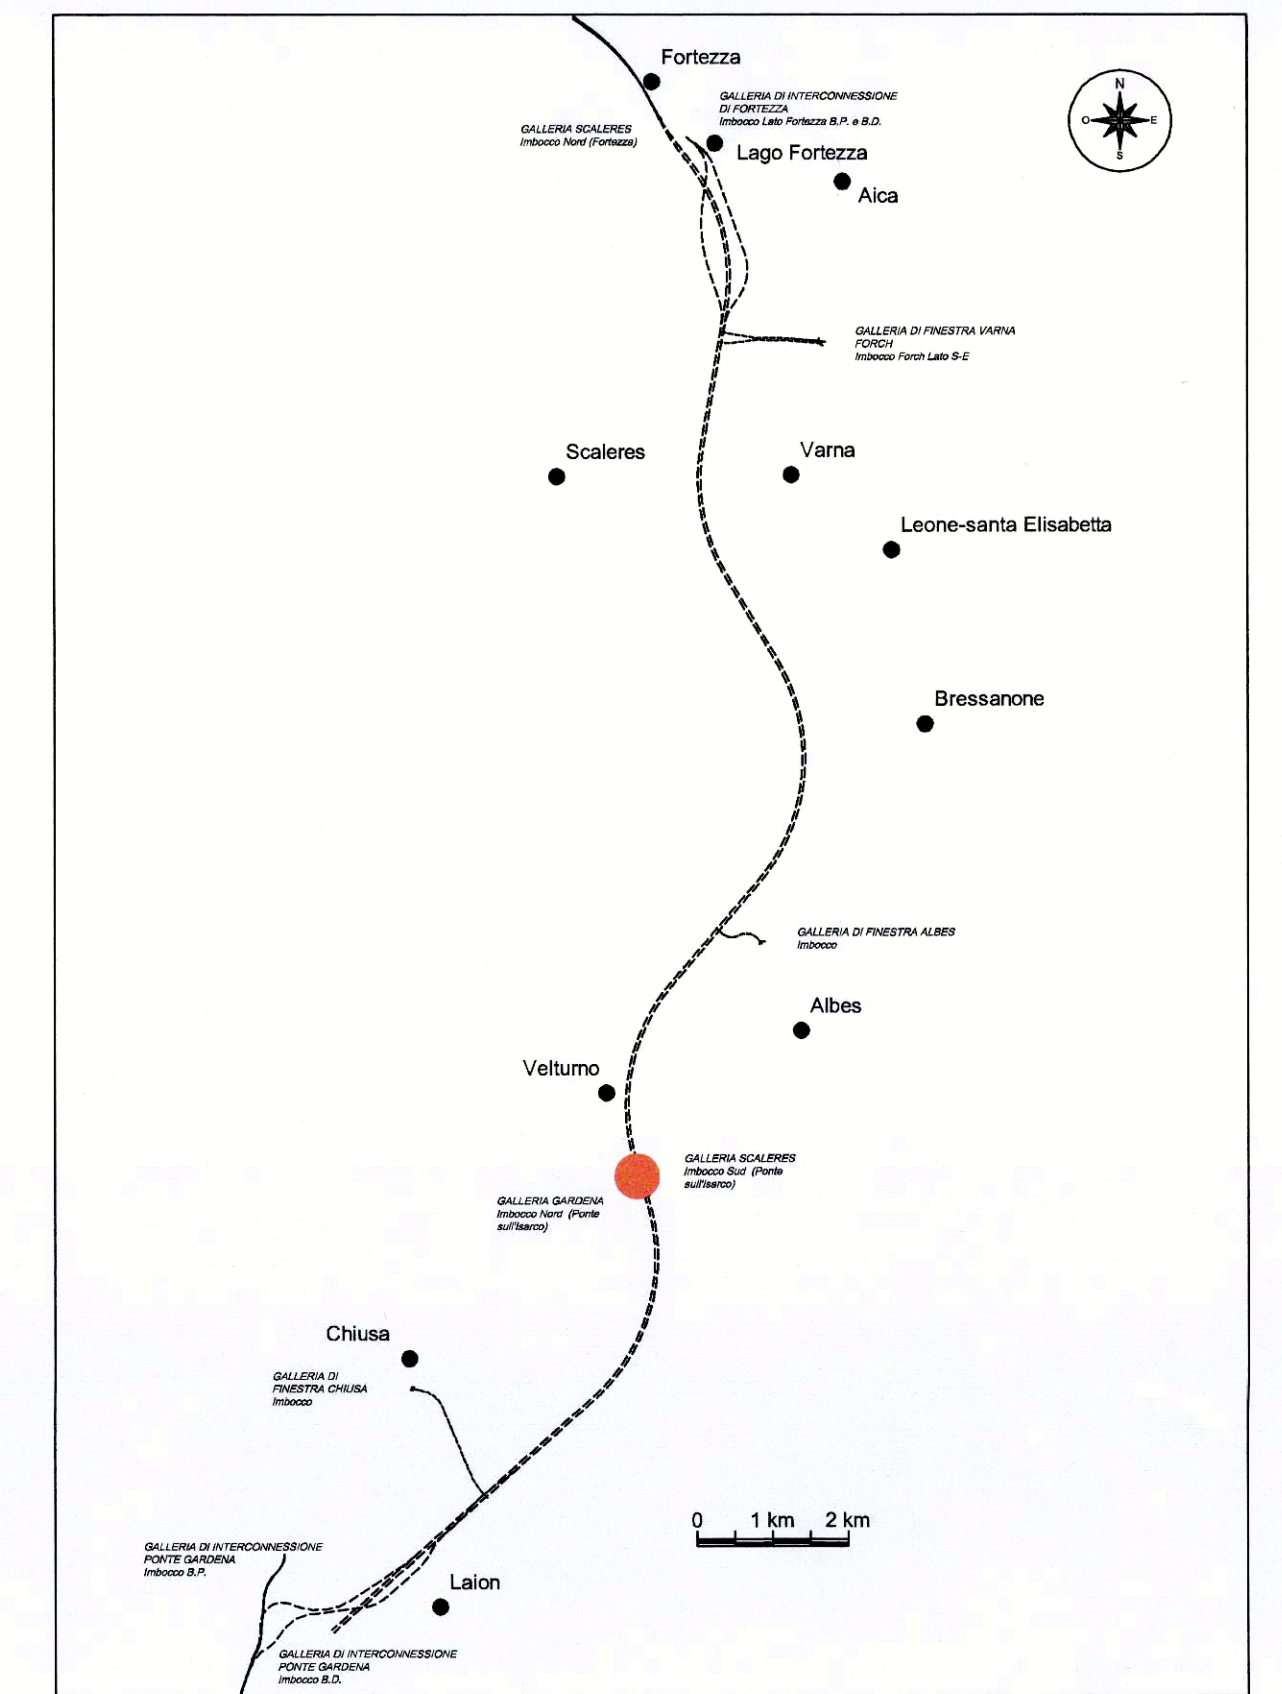 Fortezza
GALLERIA DI INTERCONNESSIONE
DI FORTEZZA
Imbocco Lato Fortezza B.P. e B.D.
N
O
E
S
GALLERIA SCALERES
Imbocco Nord (Fortezza)
Lago Fortezza
Aica
GALLERIA DI FINESTRA VARNA
FORCH
Imbocco Forch Lato S-E
Scaleres
Varna
Leone-santa Elisabetta
Bressanone
GALLERIA DI FINESTRA ALBES
Imbocco
Albes
Velturno
GALLERIA SCALERES
Imbocco Sud (Ponte
sull'Isarco)
GALLERIA GARDENA
Imbocco Nord (Ponte
sull'Isarco)
Chiusa
GALLERIA DI
FINESTRA CHIUSA
Imbocco
0 1 km 2 km
GALLERIA DI INTERCONNESSIONE
PONTE GARDENA
Imbocco B.P.
Laion
GALLERIA DI INTERCONNESSIONE
PONTE GARDENA
Imbocco B.D.